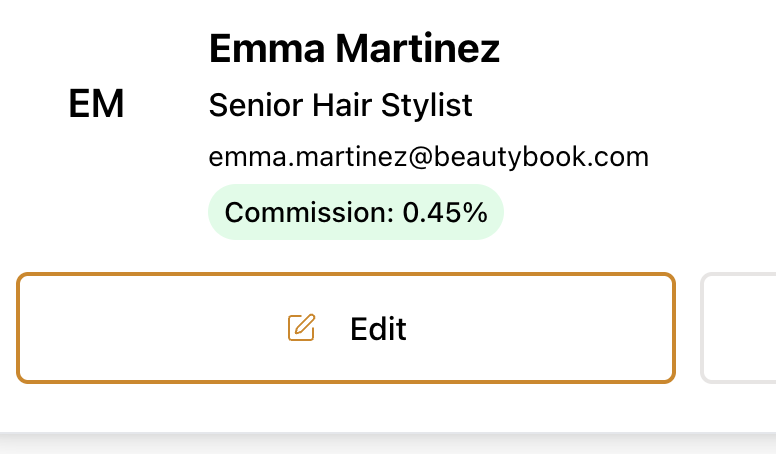 EM
Emma Martinez
Senior Hair Stylist
emma.martinez@beautybook.com
Commission: 0.45%
Edit